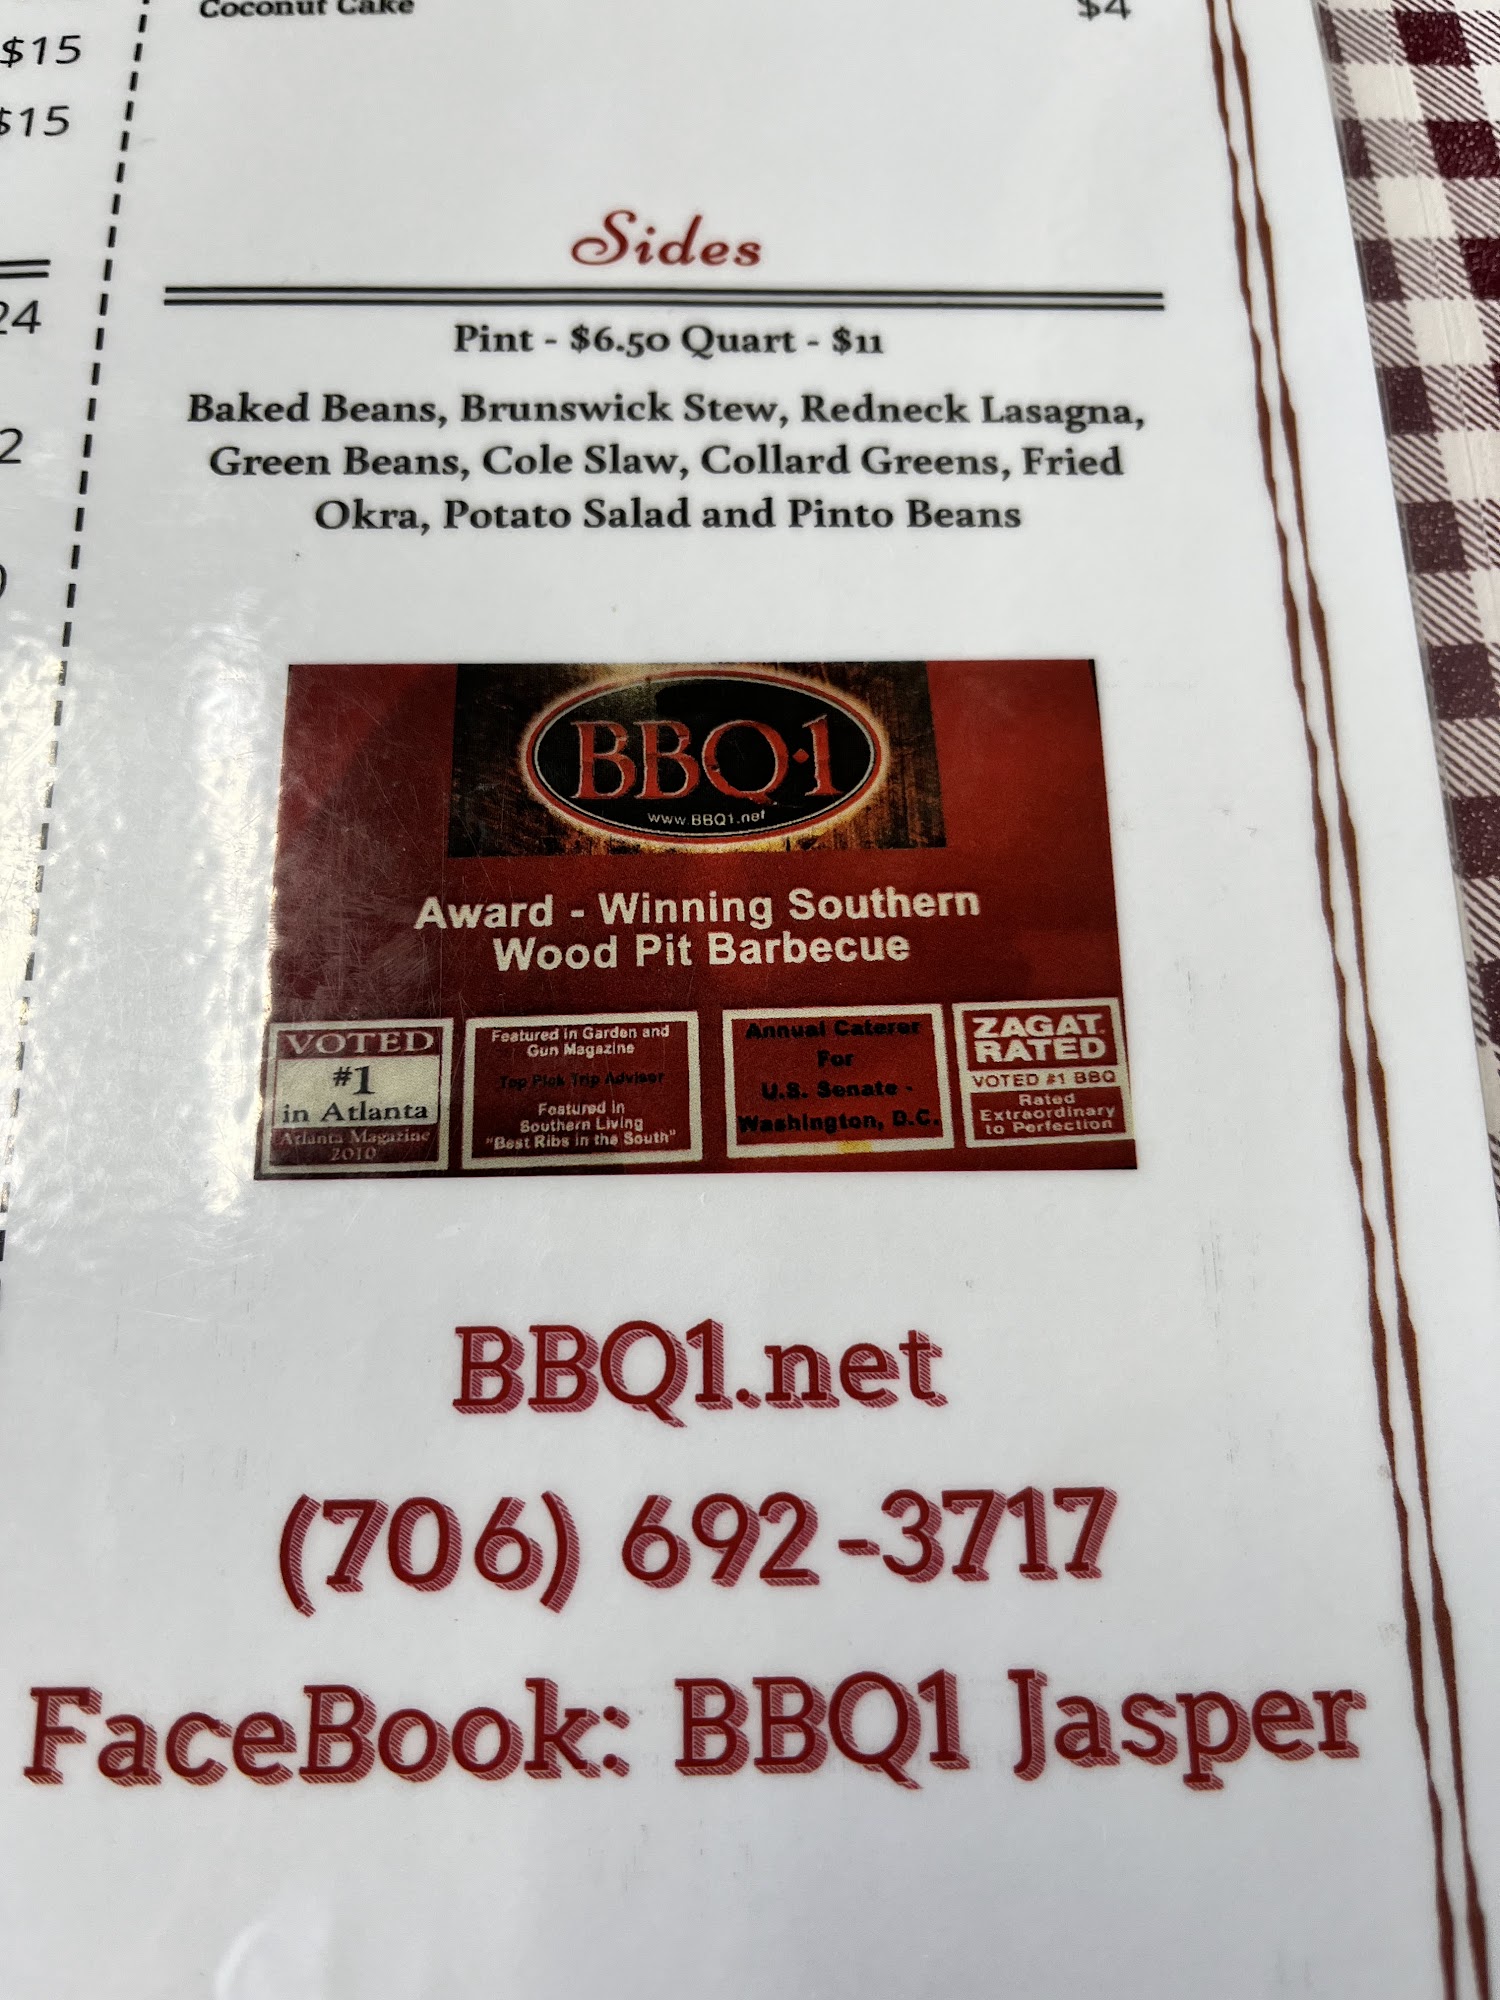 Coconut Cake $4
$15
$15
24
2
Sides
Pint - $6.50 Quart - $11
Baked Beans, Brunswick Stew, Redneck Lasagna,
Green Beans, Cole Slaw, Collard Greens, Fried
Okra, Potato Salad and Pinto Beans
BBQ·1
www.BBQ1.net
Award - Winning Southern
Wood Pit Barbecue
VOTED
#1
in Atlanta
Atlanta Magazine
2010
Featured in Garden and
Gun Magazine
Top Pick Trip Advisor
Featured in
Southern Living
"Best Ribs in the South"
Annual Caterer
For
U.S. Senate -
Washington, D.C.
ZAGAT
RATED
VOTED #1 BBQ
Rated
Extraordinary
to Perfection
BBQ1.net
(706) 692-3717
FaceBook: BBQ1 Jasper